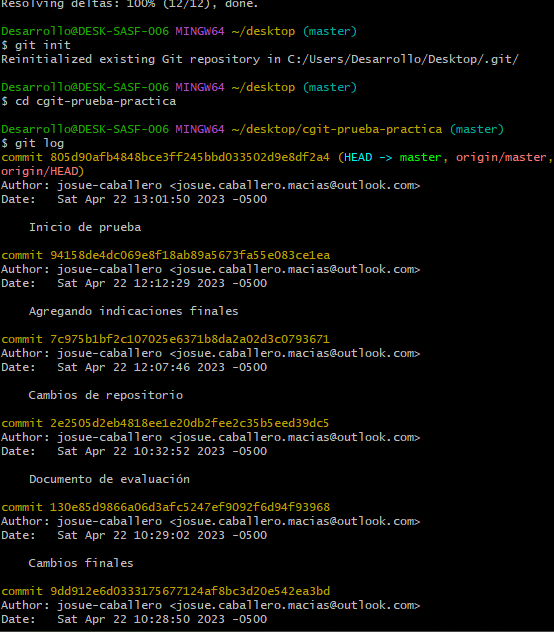 Resolving deltas: 100% (12/12), done.
Desarrollo@DESK-SASF-006 MINGW64 ~/desktop (master)
$ git init
Reinitialized existing Git repository in C:/Users/Desarrollo/Desktop/.git/
Desarrollo@DESK-SASF-006 MINGW64 ~/desktop (master)
$ cd cgit-prueba-practica
Desarrollo@DESK-SASF-006 MINGW64 ~/desktop/cgit-prueba-practica (master)
$ git log
commit 805d90afb4848bce3ff245bbd033502d9e8df2a4 (HEAD -> master, origin/master,
origin/HEAD)
Author: josue-caballero <josue.caballero.macias@outlook.com>
Date:   Sat Apr 22 13:01:50 2023 -0500
Inicio de prueba
commit 94158de4dc069e8f18ab89a5673fa55e083ce1ea
Author: josue-caballero <josue.caballero.macias@outlook.com>
Date:   Sat Apr 22 12:12:29 2023 -0500
Agregando indicaciones finales
commit 7c975b1bf2c107025e6371b8da2a02d3c0793671
Author: josue-caballero <josue.caballero.macias@outlook.com>
Date:   Sat Apr 22 12:07:46 2023 -0500
Cambios de repositorio
commit 2e2505d2eb4818ee1e20db2fee2c35b5eed39dc5
Author: josue-caballero <josue.caballero.macias@outlook.com>
Date:   Sat Apr 22 10:32:52 2023 -0500
Documento de evaluación
commit 130e85d9866a06d3afc5247ef9092f6d94f93968
Author: josue-caballero <josue.caballero.macias@outlook.com>
Date:   Sat Apr 22 10:29:02 2023 -0500
Cambios finales
commit 9dd912e6d0333175677124af8bc3d20e542ea3bd
Author: josue-caballero <josue.caballero.macias@outlook.com>
Date:   Sat Apr 22 10:28:50 2023 -0500